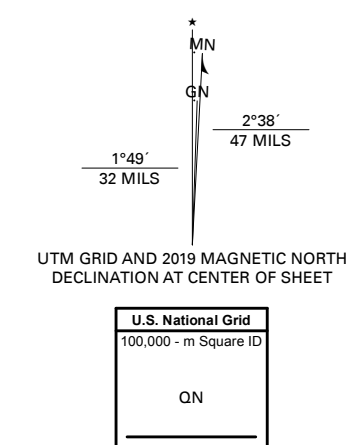 ★
MN
GN
2°38´
47 MILS
1°49´
32 MILS
UTM GRID AND 2019 MAGNETIC NORTH
DECLINATION AT CENTER OF SHEET
U.S. National Grid
100,000 - m Square ID
QN